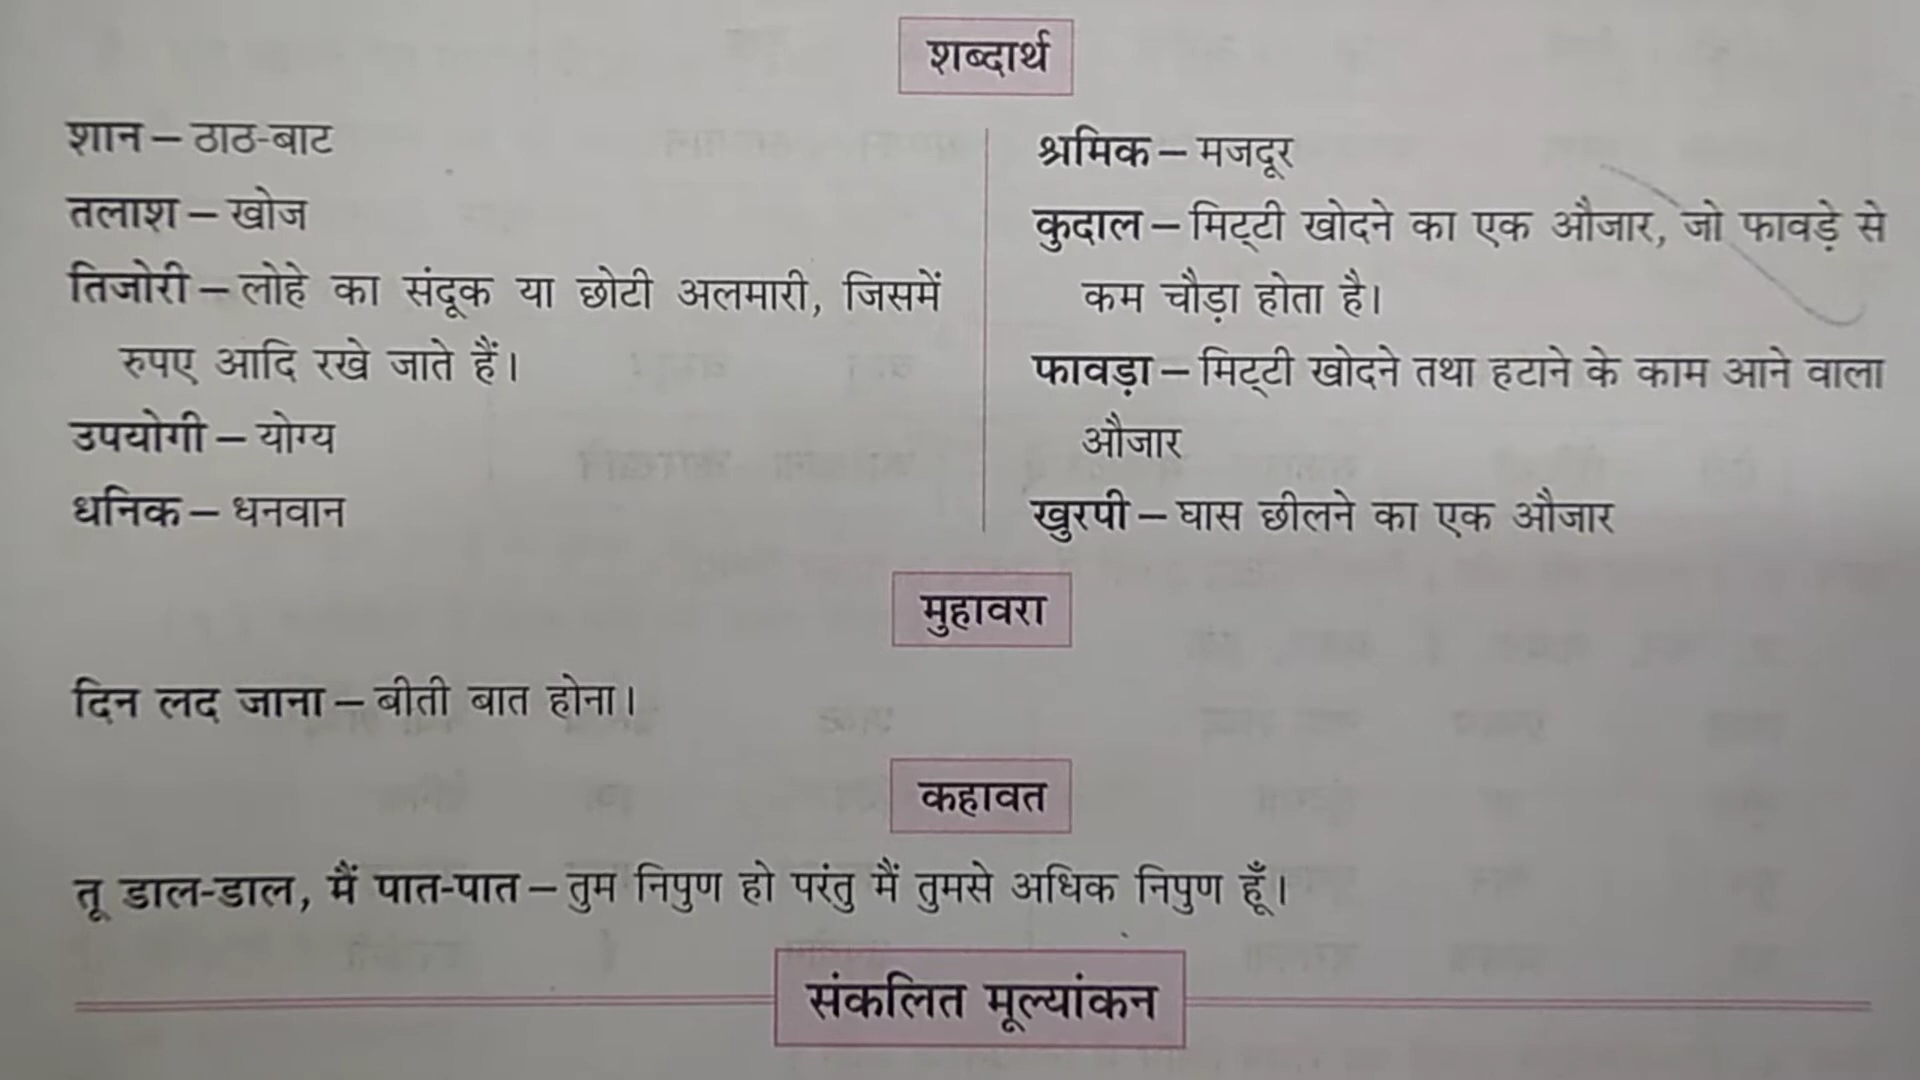 शब्दार्थ
शान – ठाठ-बाट
तलाश – खोज
तिजोरी – लोहे का संदूक या छोटी अलमारी, जिसमें
रुपए आदि रखे जाते हैं।
उपयोगी – योग्य
धनिक – धनवान
श्रमिक – मजदूर
कुदाल – मिट्टी खोदने का एक औजार, जो फावड़े से
कम चौड़ा होता है।
फावड़ा – मिट्टी खोदने तथा हटाने के काम आने वाला
औजार
खुरपी – घास छीलने का एक औजार
मुहावरा
दिन लद जाना – बीती बात होना।
कहावत
तू डाल-डाल, मैं पात-पात – तुम निपुण हो परंतु मैं तुमसे अधिक निपुण हूँ।
संकलित मूल्यांकन